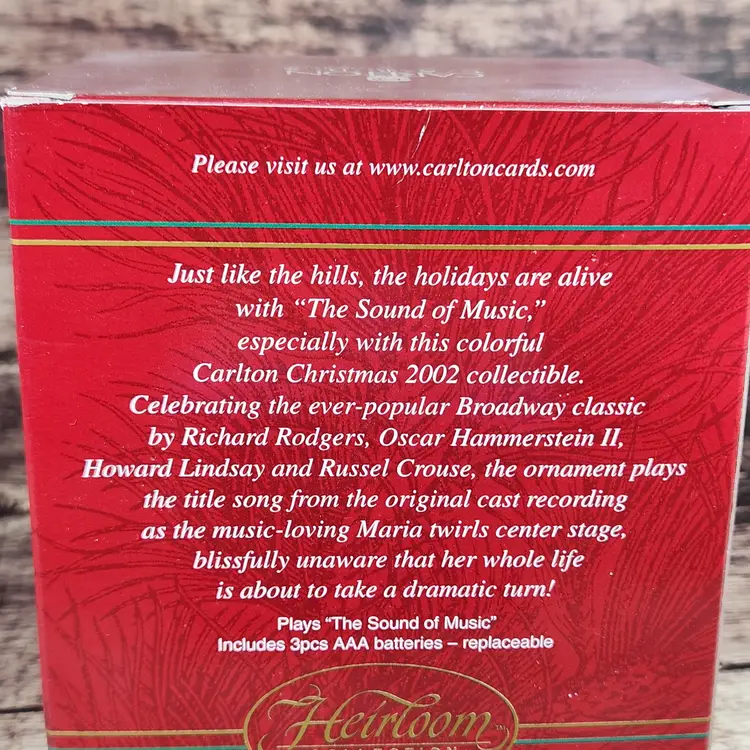 Please visit us at www.carltoncards.com
Just like the hills, the holidays are alive
with “The Sound of Music,”
especially with this colorful
Carlton Christmas 2002 collectible.
Celebrating the ever-popular Broadway classic
by Richard Rodgers, Oscar Hammerstein II,
Howard Lindsay and Russel Crouse, the ornament plays
the title song from the original cast recording
as the music-loving Maria twirls center stage,
blissfully unaware that her whole life
is about to take a dramatic turn!
Plays “The Sound of Music”
Includes 3pcs AAA batteries – replaceable
Heirloom™